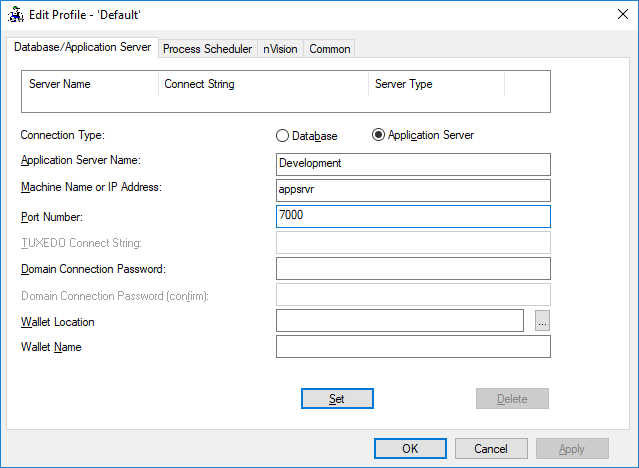 Edit Profile - 'Default'
Database/Application Server Process Scheduler nVision Common
Server Name Connect String Server Type
Connection Type: Database Application Server
Application Server Name: Development
Machine Name or IP Address: appsrvr
Port Number: 7000
TUXEDO Connect String:
Domain Connection Password:
Domain Connection Password (confirm):
Wallet Location ...
Wallet Name
Set Delete
OK Cancel Apply